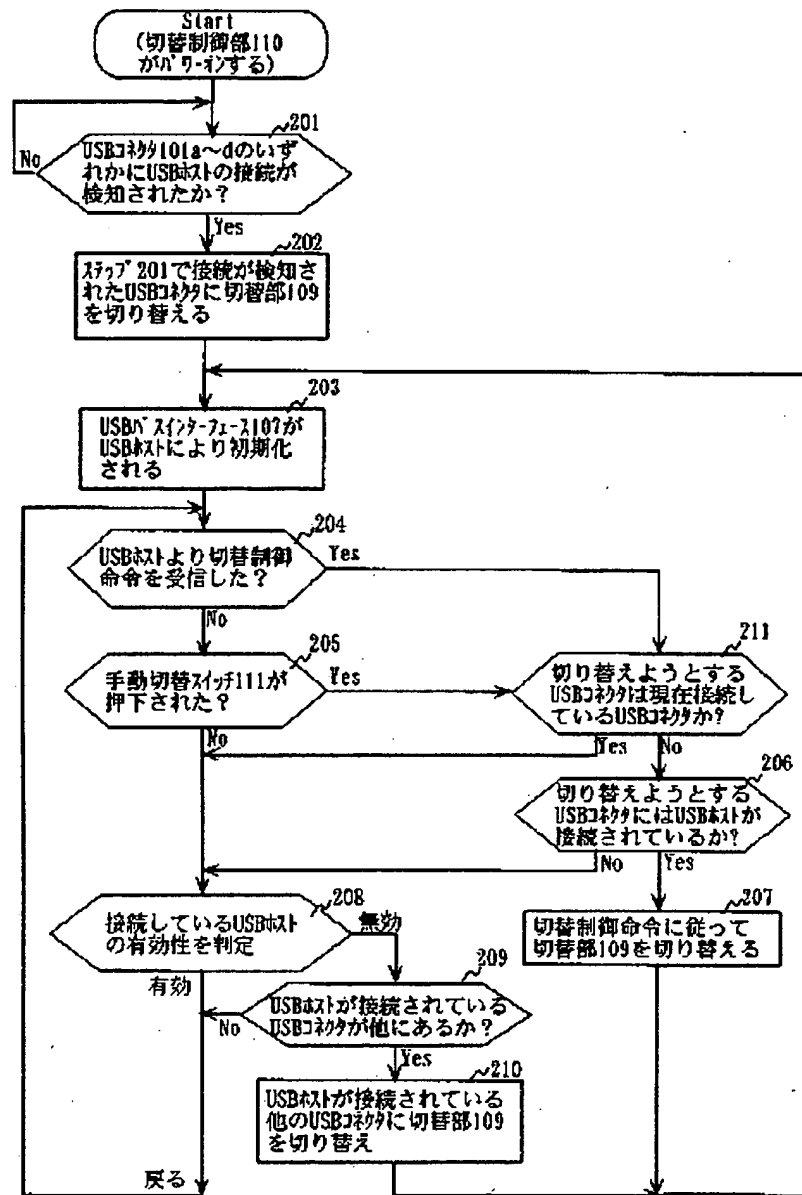 Start
(切替制御部110
がパワーオンする)
201
USBコネクタ101a～dのいず
れかにUSBホストの接続が
検知されたか？
No
Yes
202
ステップ201で接続が検知さ
れたUSBコネクタに切替部109
を切り替える
203
USBバスインターフェース107が
USBホストにより初期化
される
204
USBホストより切替制御
命令を受信した？
Yes
No
205
手動切替スイッチ111が
押下された？
Yes
No
211
切り替えようとする
USBコネクタは現在接続し
ているUSBコネクタか?
Yes
No
206
切り替えようとする
USBコネクタにはUSBホストが
接続されているか?
No
Yes
207
切替制御命令に従って
切替部109を切り替える
208
接続しているUSBホスト
の有効性を判定
無効
有効
209
USBホストが接続されている
USBコネクタが他にあるか？
No
Yes
210
USBホストが接続されている
他のUSBコネクタに切替部109
を切り替え
戻る